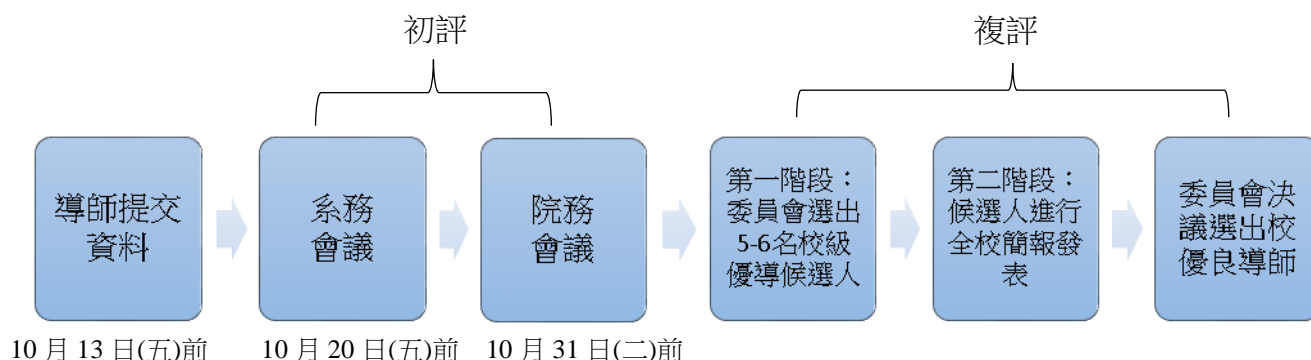 初評
複評
導師提交
資料
系務
會議
院務
會議
第一階段：
委員會選出
5-6名校級
優導候選人
第二階段：
候選人進行
全校簡報發
表
委員會決
議選出校
優良導師
10 月 13 日(五)前
10 月 20 日(五)前
10 月 31 日(二)前